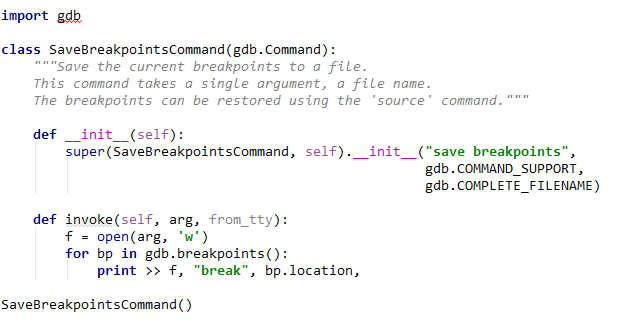 import gdb
class SaveBreakpointsCommand(gdb.Command):
"""Save the current breakpoints to a file.
This command takes a single argument, a file name.
The breakpoints can be restored using the 'source' command."""
def __init__(self):
super(SaveBreakpointsCommand, self).__init__("save breakpoints",
gdb.COMMAND_SUPPORT,
gdb.COMPLETE_FILENAME)
def invoke(self, arg, from_tty):
f = open(arg, 'w')
for bp in gdb.breakpoints():
print >> f, "break", bp.location,
SaveBreakpointsCommand()